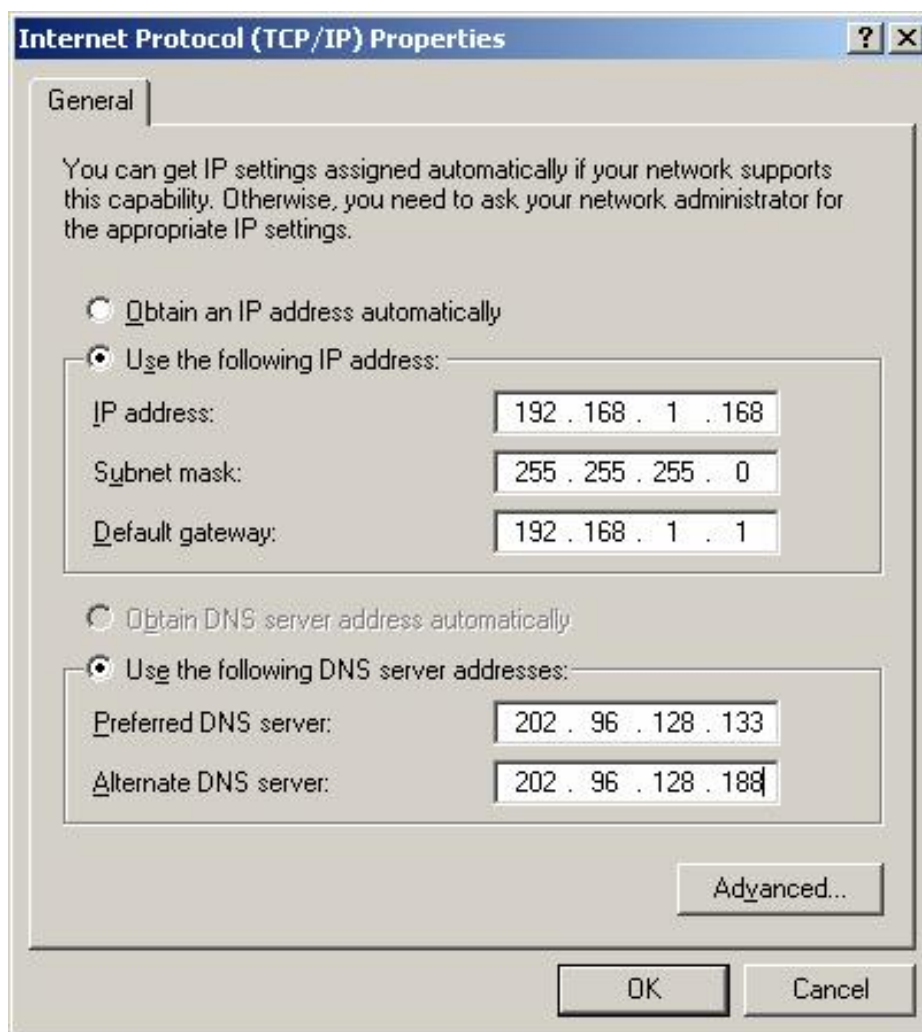 Internet Protocol (TCP/IP) Properties
General
You can get IP settings assigned automatically if your network supports
this capability. Otherwise, you need to ask your network administrator for
the appropriate IP settings.
Obtain an IP address automatically
Use the following IP address:
IP address: 192 . 168 . 1 . 168
Subnet mask: 255 . 255 . 255 . 0
Default gateway: 192 . 168 . 1 . 1
Obtain DNS server address automatically
Use the following DNS server addresses:
Preferred DNS server: 202 . 96 . 128 . 133
Alternate DNS server: 202 . 96 . 128 . 188
Advanced...
OK Cancel